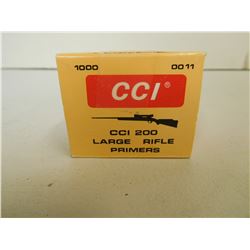 1000 0011
CCI
CCI 200
LARGE RIFLE
PRIMERS